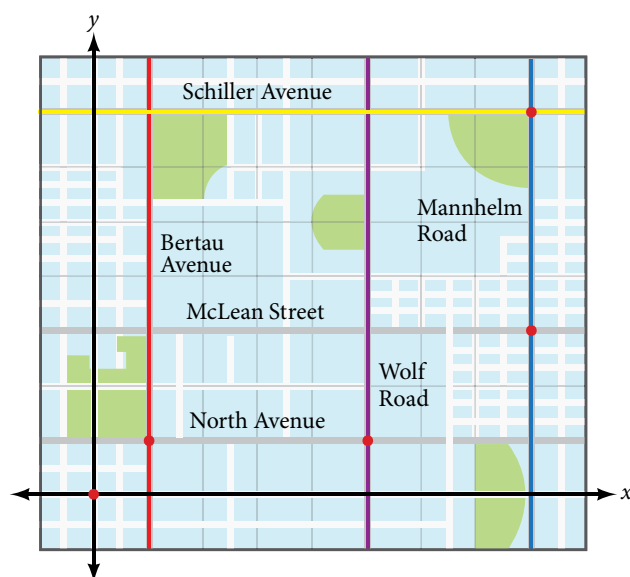 y
Schiller Avenue
Mannhelm
Road
Bertau
Avenue
McLean Street
Wolf
Road
North Avenue
x